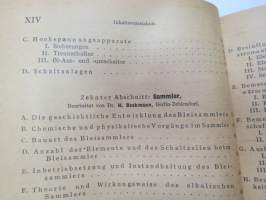 XIV
Inhaltsverzeichnis
C. Hochspannungsapparate
I. Sicherungen
II. Trennschalter
III. Öl-Aus- und -umschalter
D. Schaltanlagen
Zehnter Abschnitt: Sammler.
Bearbeitet von Dr. H. Beckmann, Berlin-Zehlendorf.
A. Die geschichtliche Entwicklung des Bleisammlers
B. Chemische und physikalische Vorgänge im Sammler
C. Bauart des Bleisammlers
D. Anzahl der Elemente und der Schaltzellen beim
Bleisammler
E. Inbetriebsetzung und Instandhaltung des Bleisammlers
F. Theorie und Wirkungsweise des alkalischen
Sammlers